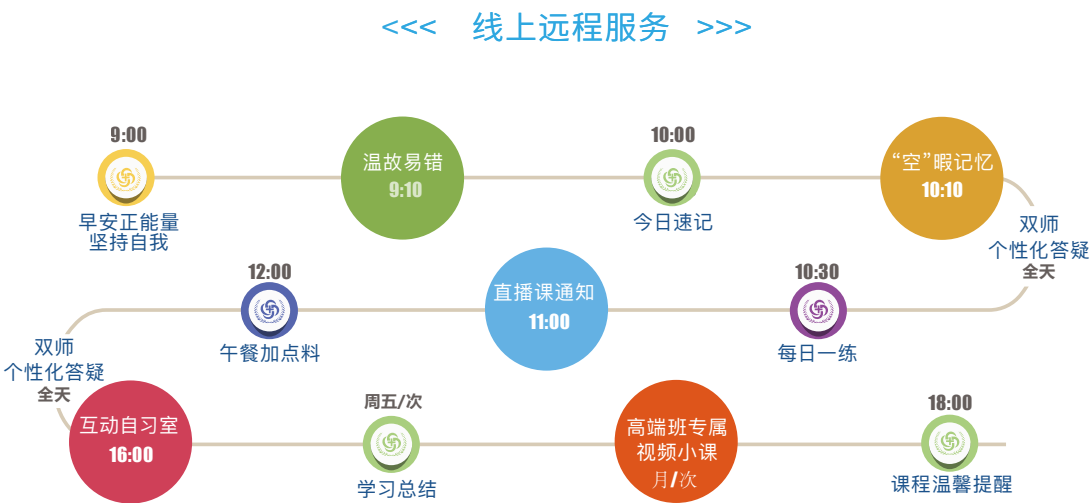 <<< 线上远程服务 >>>
9:00
早安正能量
坚持自我
温故易错
9:10
10:00
今日速记
“空”暇记忆
10:10
双师
个性化答疑
全天
10:30
每日一练
直播课通知
11:00
12:00
午餐加点料
双师
个性化答疑
全天
互动自习室
16:00
周五/次
学习总结
高端班专属
视频小课
月/次
18:00
课程温馨提醒